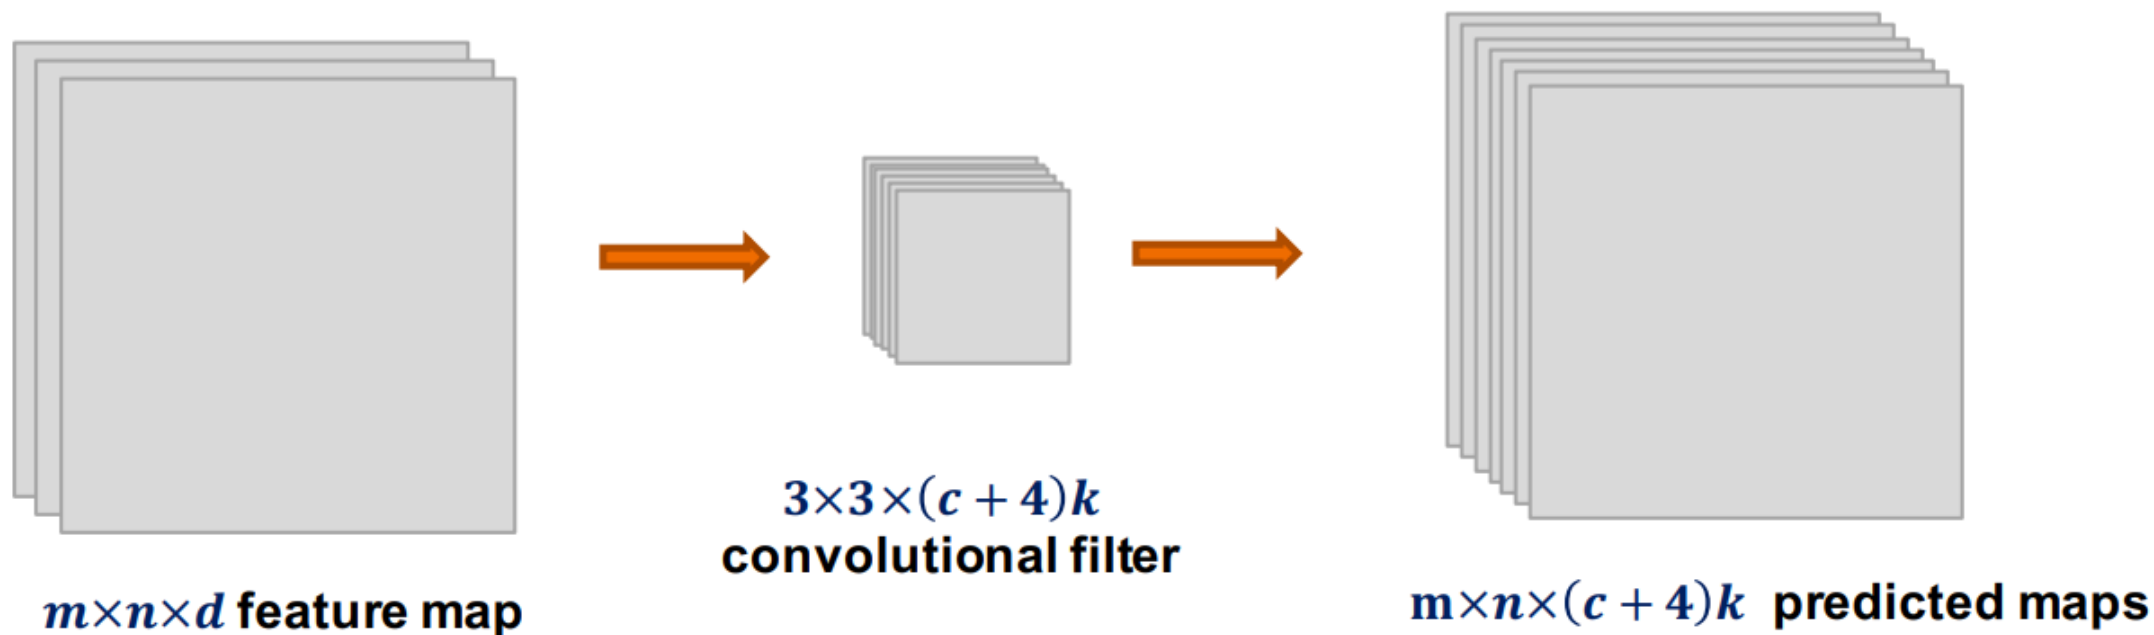 m×n×d feature map
3×3×(c + 4)k
convolutional filter
m×n×(c + 4)k predicted maps